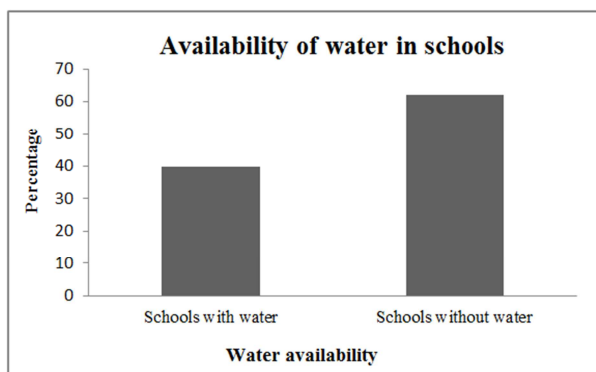 Availability of water in schools
70
60
50
40
30
20
10
0
Percentage
Schools with water
Schools without water
Water availability